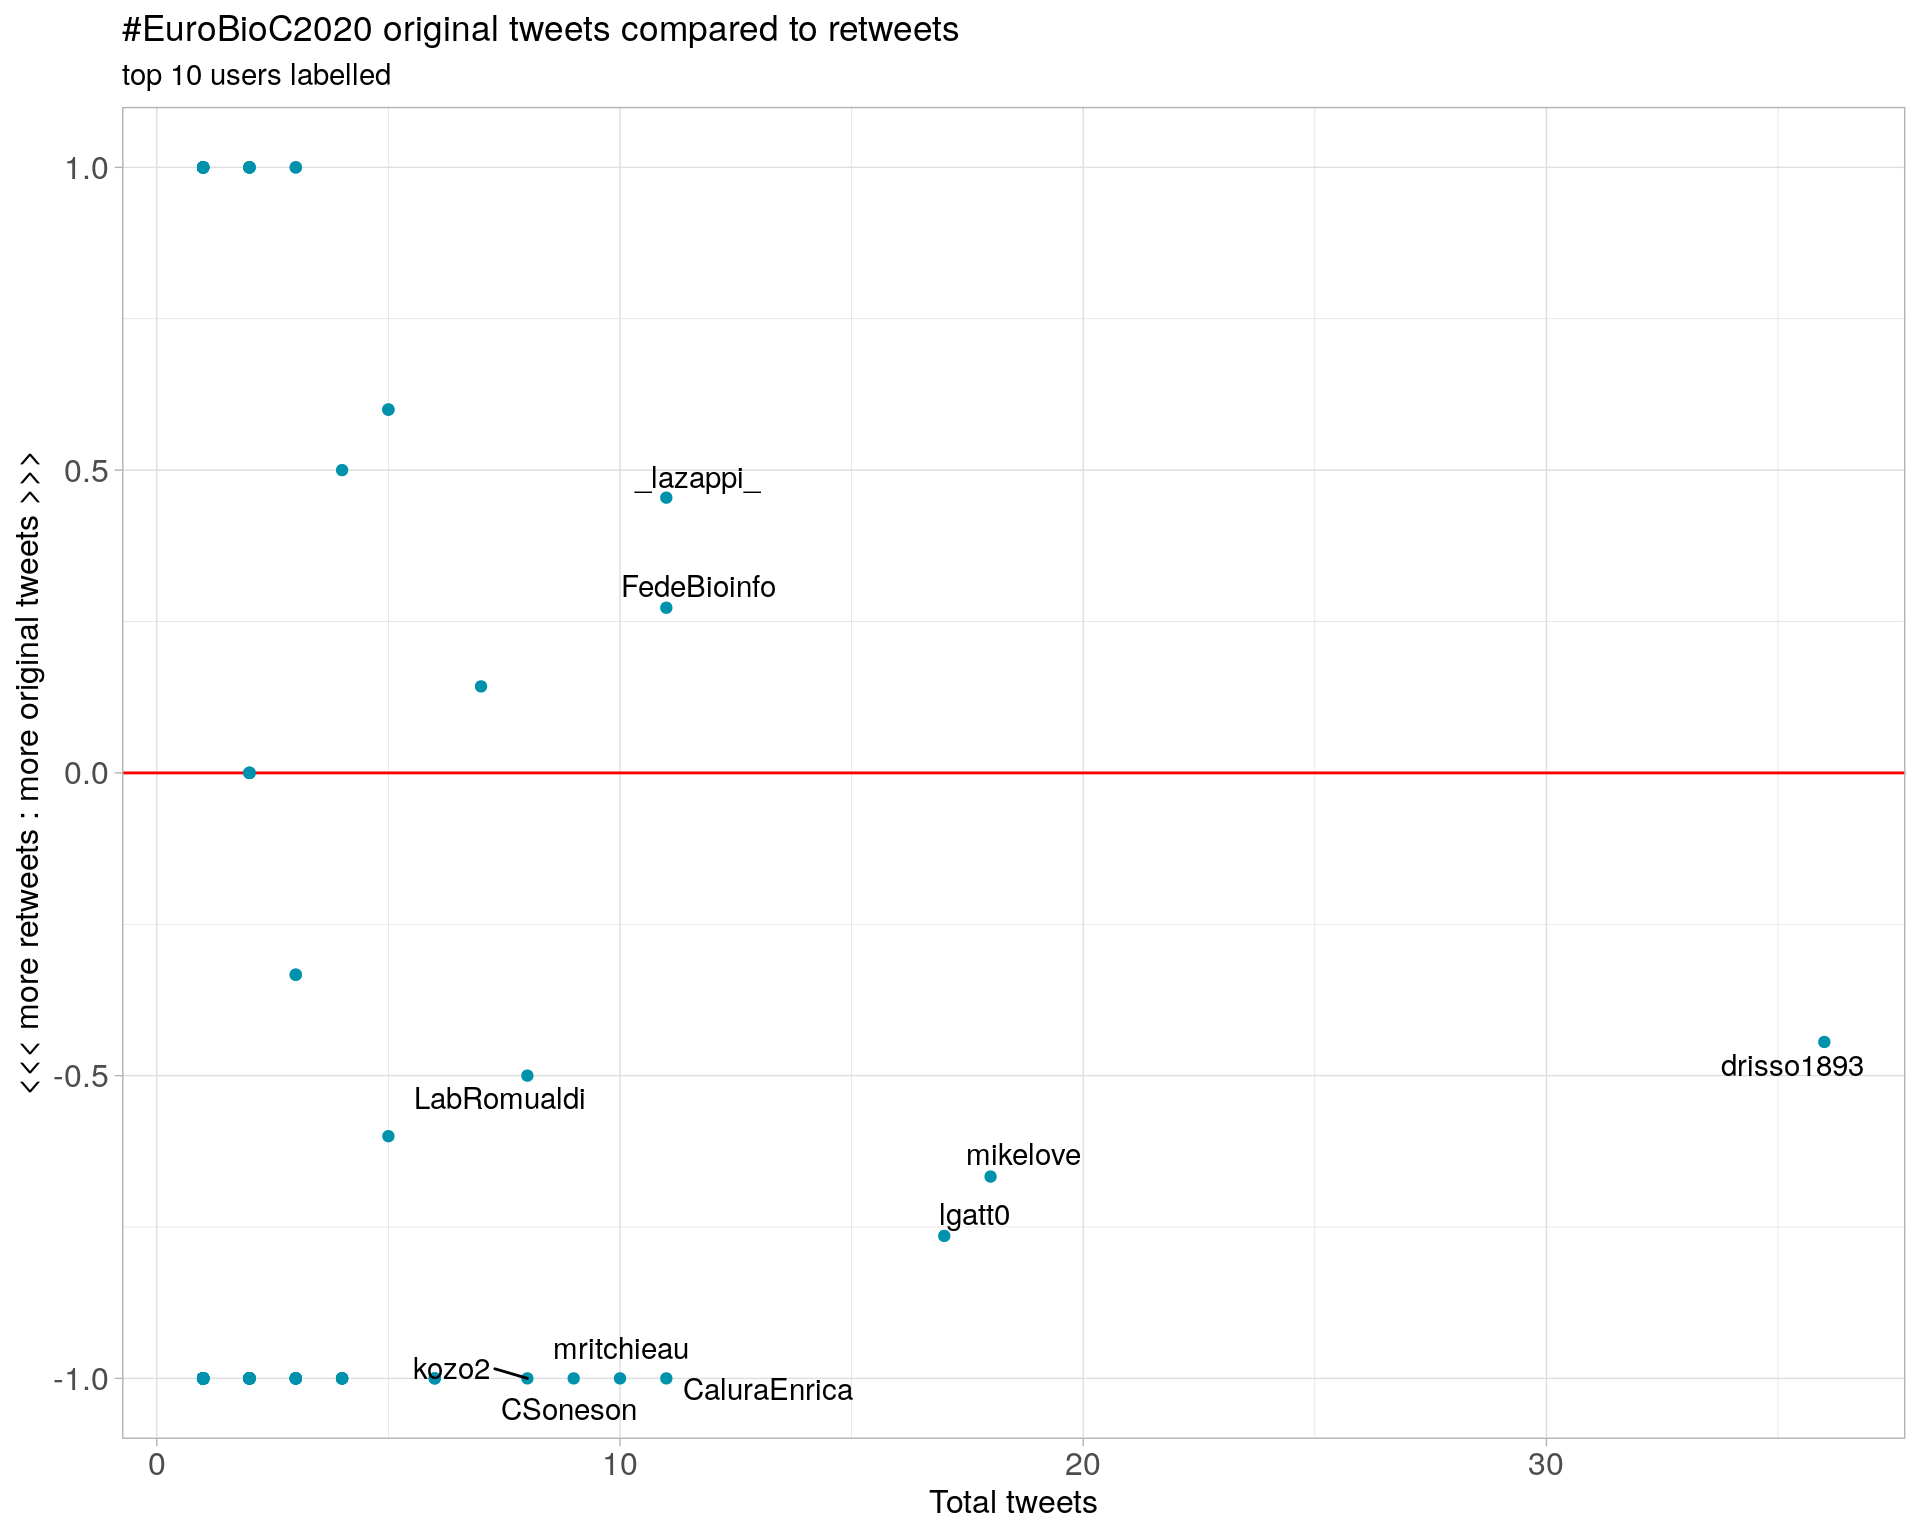 #EuroBioC2020 original tweets compared to retweets
top 10 users labelled
<<< more retweets : more original tweets >>>
1.0
0.5
0.0
-0.5
-1.0
_lazappi_
FedeBioinfo
drisso1893
LabRomualdi
mikelove
lgatt0
mritchieau
kozo2
CaluraEnrica
CSoneson
0 10 20 30
Total tweets